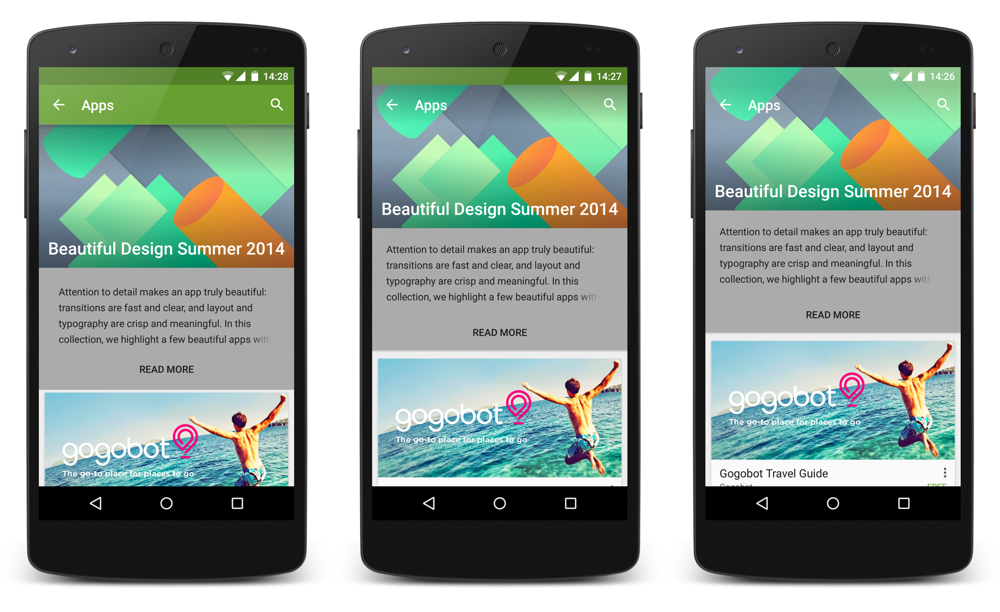 14:28
Apps
Beautiful Design Summer 2014
Attention to detail makes an app truly beautiful:
transitions are fast and clear, and layout and
typography are crisp and meaningful. In this
collection, we highlight a few beautiful apps with
READ MORE
gogobot
The go-to place for places to go
14:27
Apps
Beautiful Design Summer 2014
Attention to detail makes an app truly beautiful:
transitions are fast and clear, and layout and
typography are crisp and meaningful. In this
collection, we highlight a few beautiful apps with
READ MORE
gogobot
The go-to place for places to go
14:26
Apps
Beautiful Design Summer 2014
Attention to detail makes an app truly beautiful:
transitions are fast and clear, and layout and
typography are crisp and meaningful. In this
collection, we highlight a few beautiful apps with
READ MORE
gogobot
The go-to place for places to go
Gogobot Travel Guide
Gogobot FREE